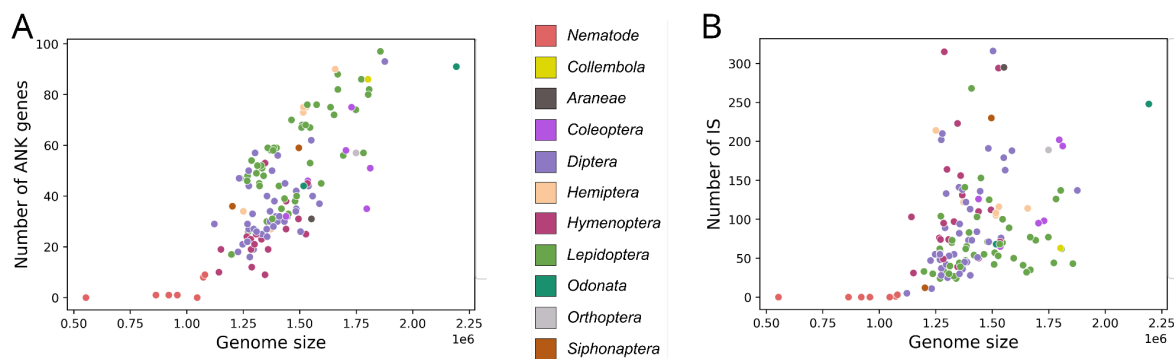 A
Number of ANK genes
100
80
60
40
20
0
0.50 0.75 1.00 1.25 1.50 1.75 2.00 2.25
1e6
Genome size
Nematode
Collembola
Araneae
Coleoptera
Diptera
Hemiptera
Hymenoptera
Lepidoptera
Odonata
Orthoptera
Siphonaptera
B
Number of IS
300
250
200
150
100
50
0
0.50 0.75 1.00 1.25 1.50 1.75 2.00 2.25
1e6
Genome size